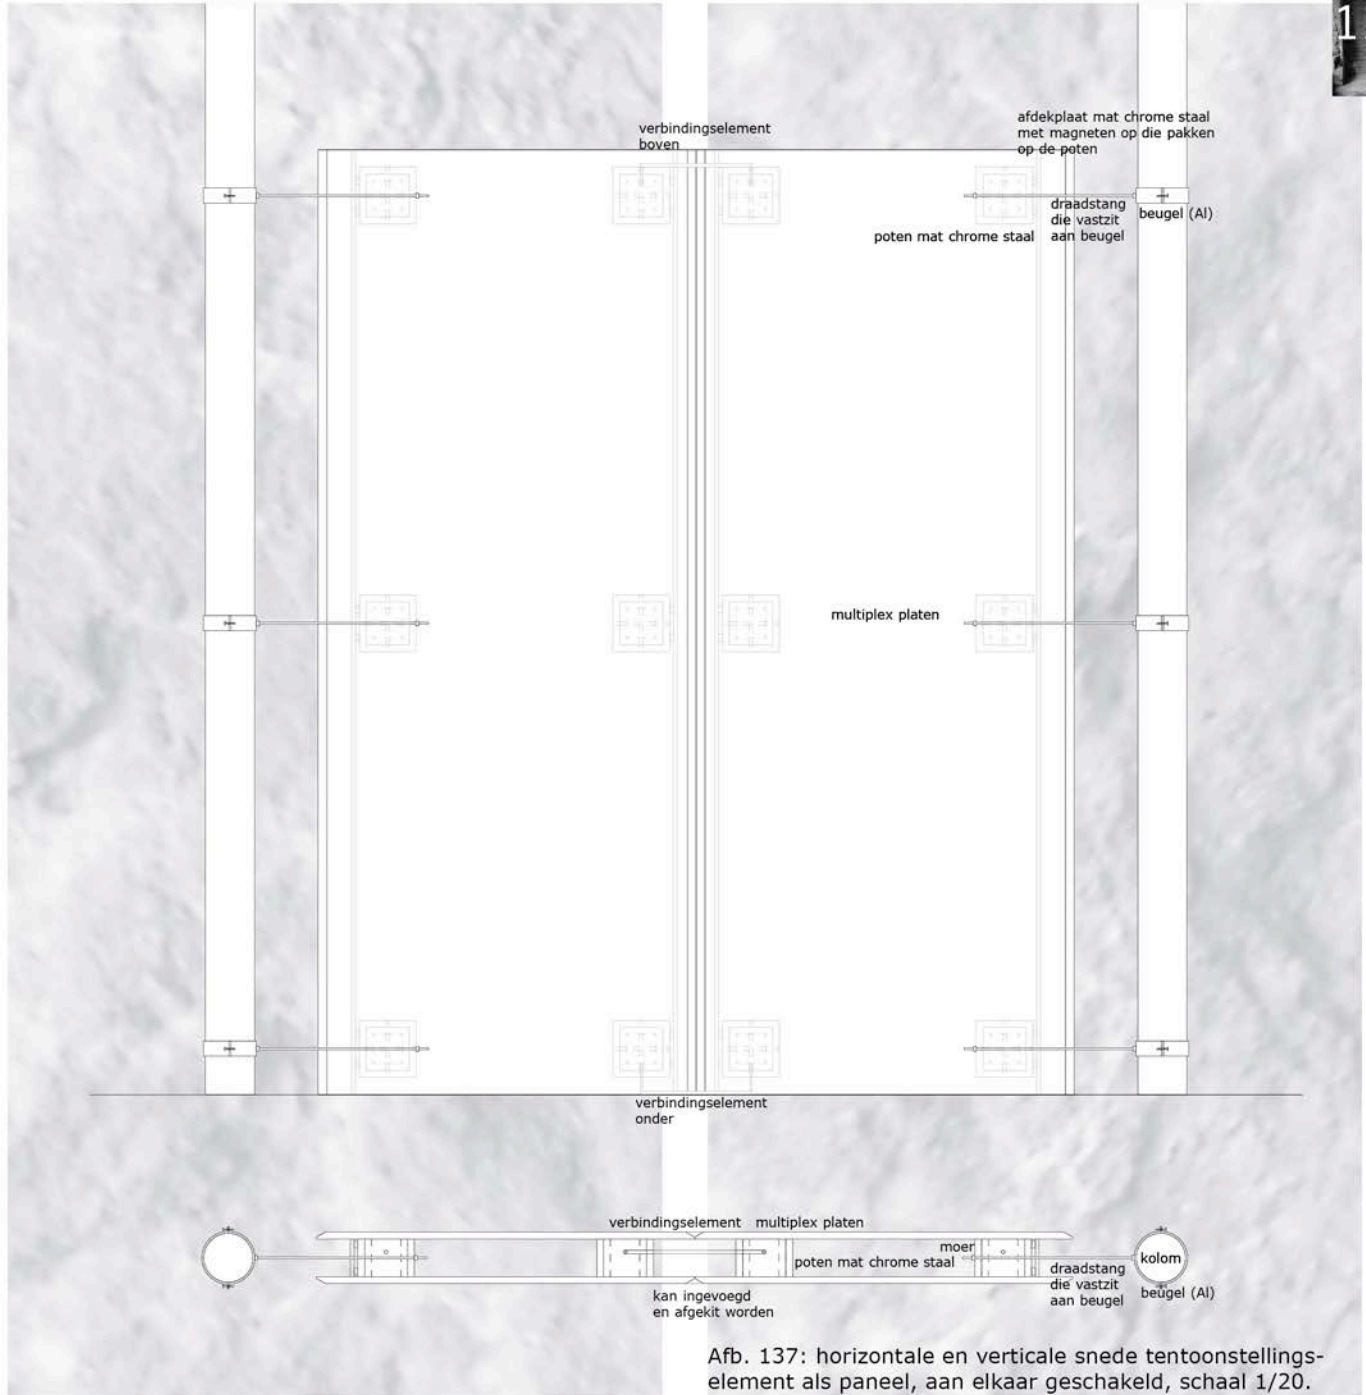 1
verbindingselement
boven
afdekplaat mat chrome staal
met magneten op die pakken
op de poten
draadstang
die vastzit
aan beugel
beugel (Al)
poten mat chrome staal
multiplex platen
verbindingselement
onder
verbindingselement
multiplex platen
moer
poten mat chrome staal
kolom
draadstang
die vastzit
aan beugel
beugel (Al)
kan ingevoegd
en afgekit worden
Afb. 137: horizontale en verticale snede tentoonstellings-
element als paneel, aan elkaar geschakeld, schaal 1/20.